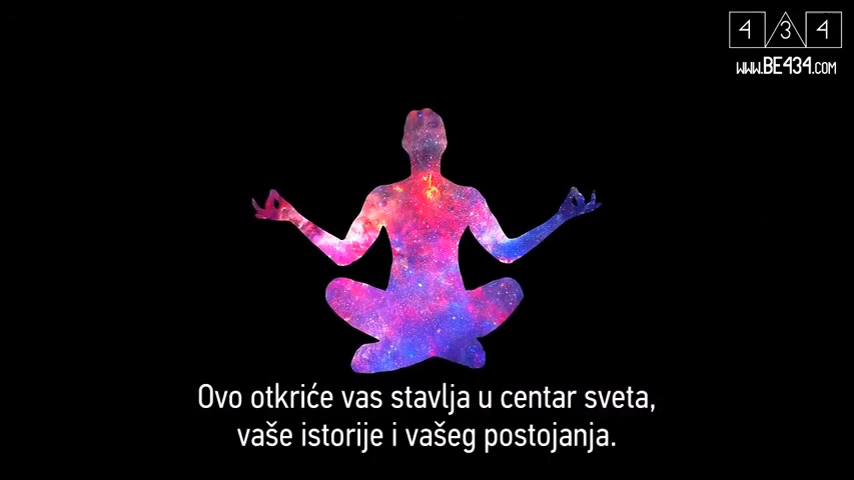 4 3 4
www.BE434.com
Ovo otkriće vas stavlja u centar sveta,
vaše istorije i vašeg postojanja.